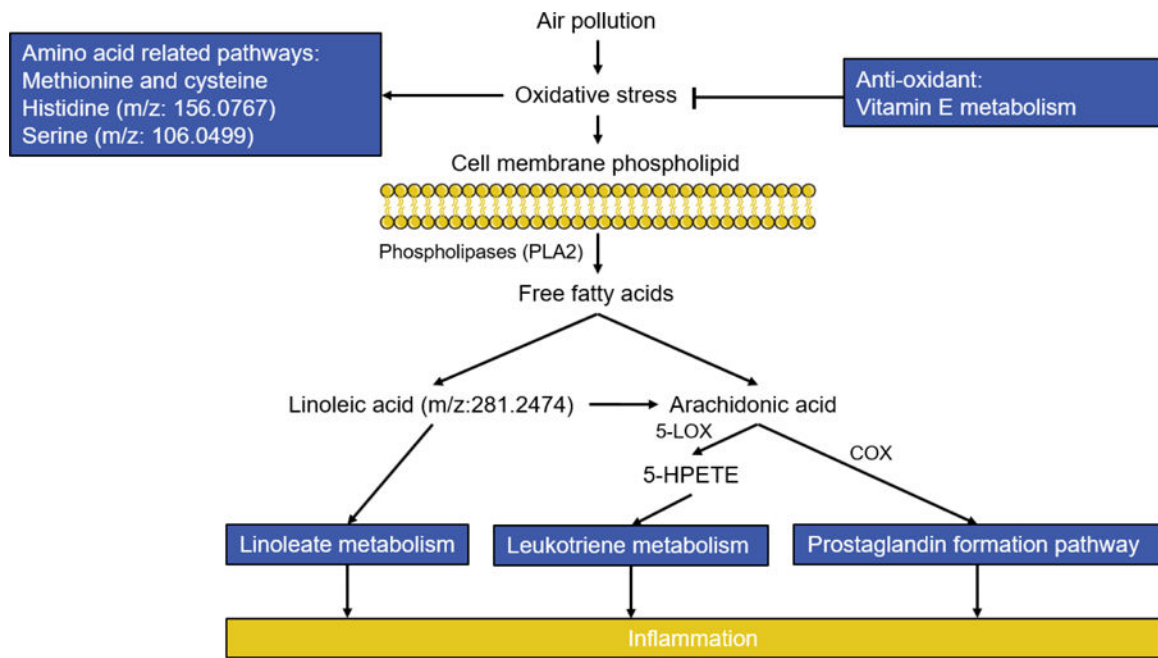 Air pollution
Amino acid related pathways:
Methionine and cysteine
Histidine (m/z: 156.0767)
Serine (m/z: 106.0499)
Oxidative stress
Anti-oxidant:
Vitamin E metabolism
Cell membrane phospholipid
Phospholipases (PLA2)
Free fatty acids
Linoleic acid (m/z:281.2474)
Arachidonic acid
5-LOX
COX
5-HPETE
Linoleate metabolism
Leukotriene metabolism
Prostaglandin formation pathway
Inflammation